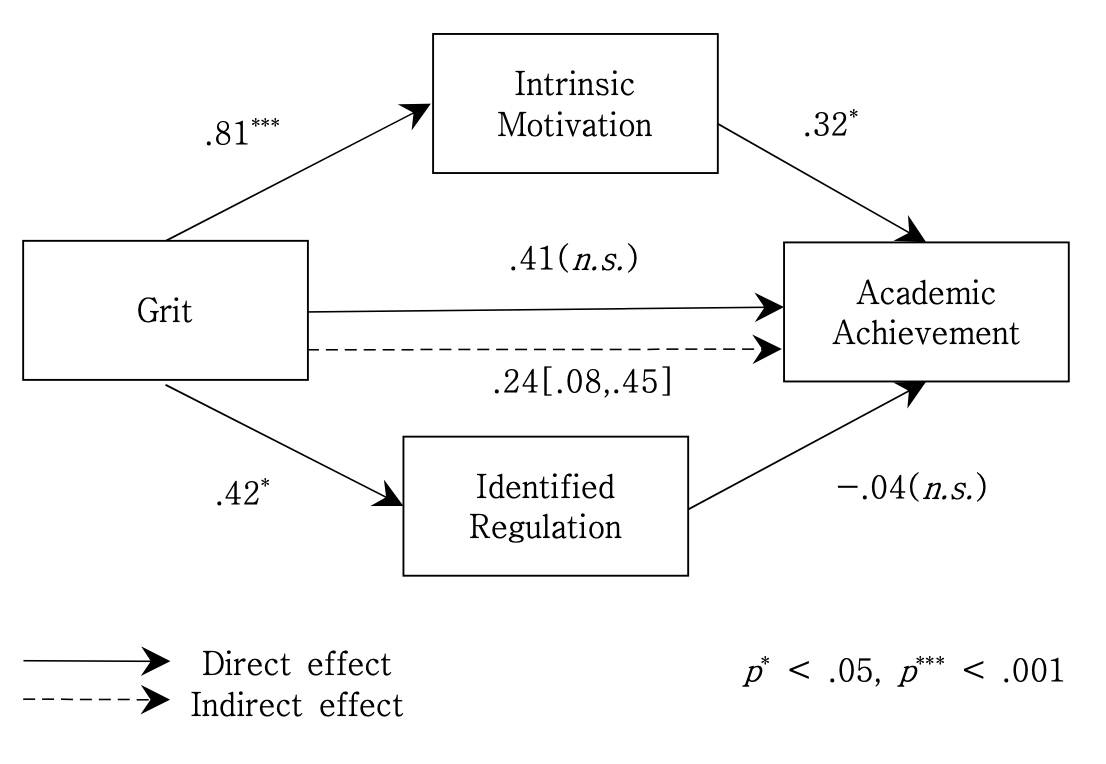 Intrinsic
Motivation
.81***
.32*
Grit
.41(n.s.)
Academic
Achievement
.24[.08,.45]
.42*
Identified
Regulation
−.04(n.s.)
Direct effect
Indirect effect
p* < .05, p*** < .001